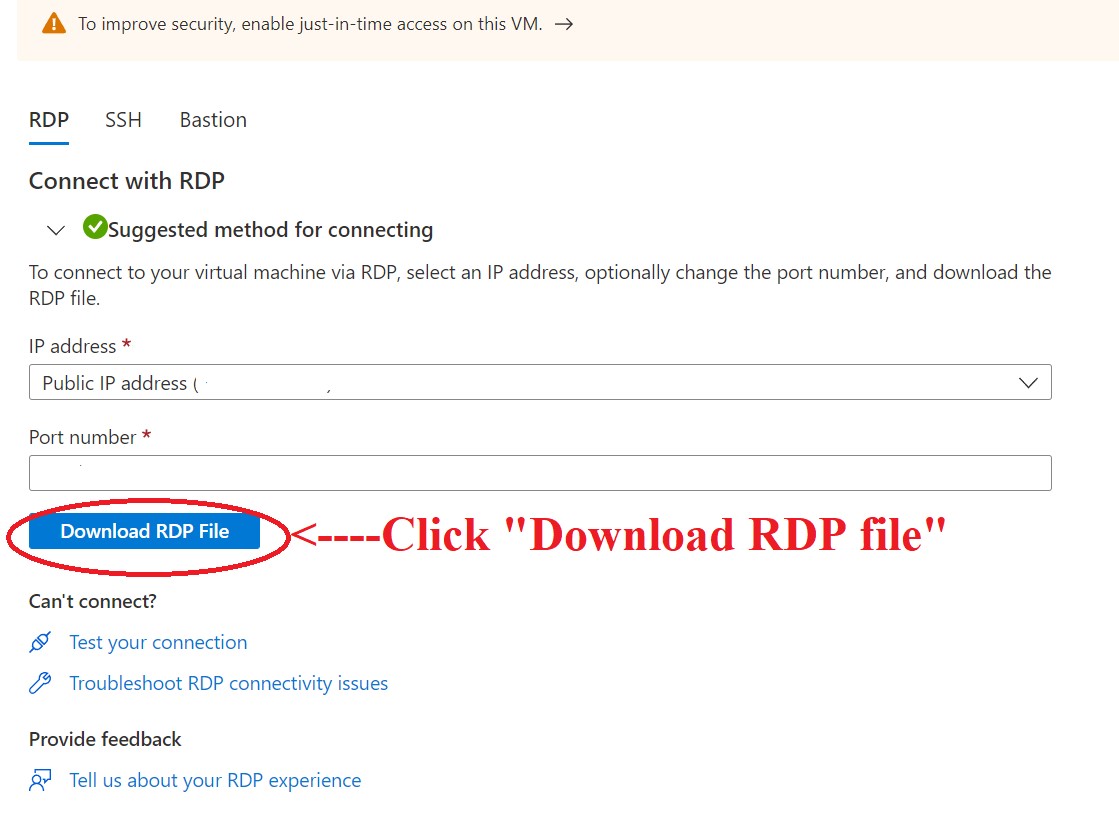 To improve security, enable just-in-time access on this VM. →
RDP SSH Bastion
Connect with RDP
Suggested method for connecting
To connect to your virtual machine via RDP, select an IP address, optionally change the port number, and download the
RDP file.
IP address *
Public IP address (
Port number *
Download RDP File <----Click "Download RDP file"
Can't connect?
Test your connection
Troubleshoot RDP connectivity issues
Provide feedback
Tell us about your RDP experience